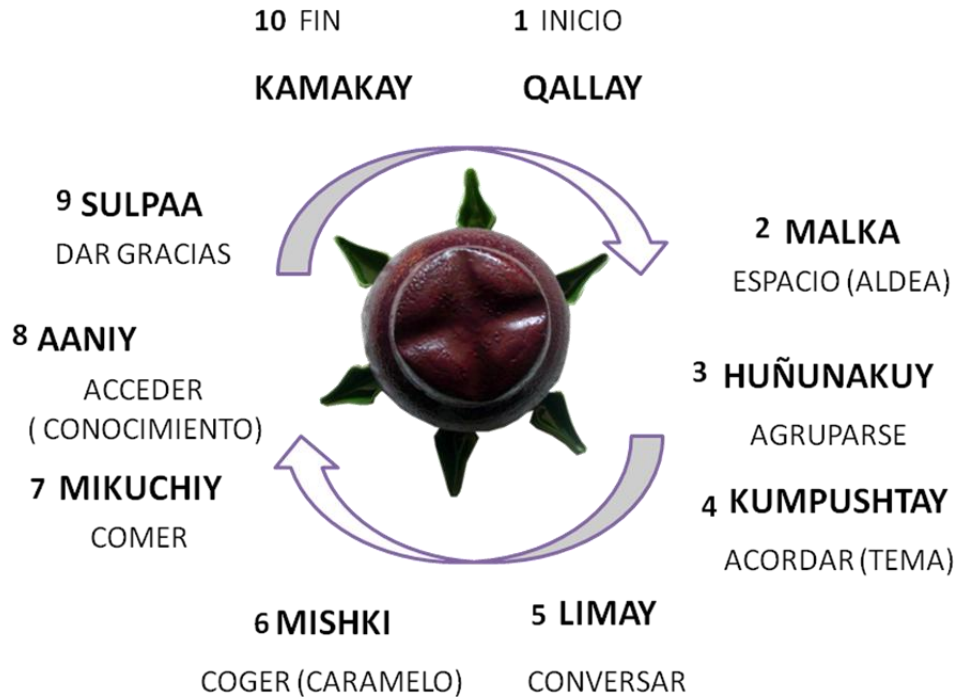 10 FIN
KAMAKAY
1 INICIO
QALLAY
2 MALKA
ESPACIO (ALDEA)
3 HUÑUNAKUY
AGRUPARSE
4 KUMPUSHTAY
ACORDAR (TEMA)
5 LIMAY
CONVERSAR
6 MISHKI
COGER (CARAMELO)
7 MIKUCHIY
COMER
8 AANIY
ACCEDER
( CONOCIMIENTO)
9 SULPAA
DAR GRACIAS